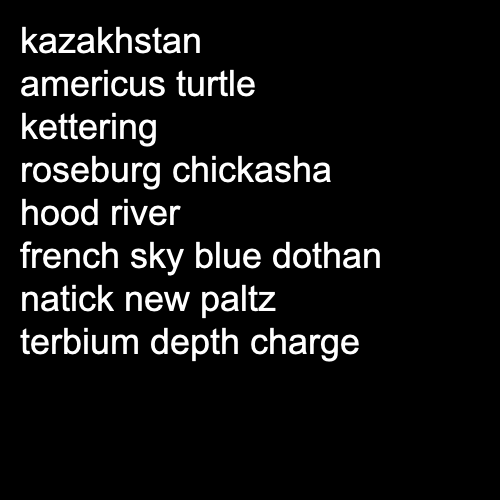 kazakhstan
americus turtle
kettering
roseburg chickasha
hood river
french sky blue dothan
natick new paltz
terbium depth charge